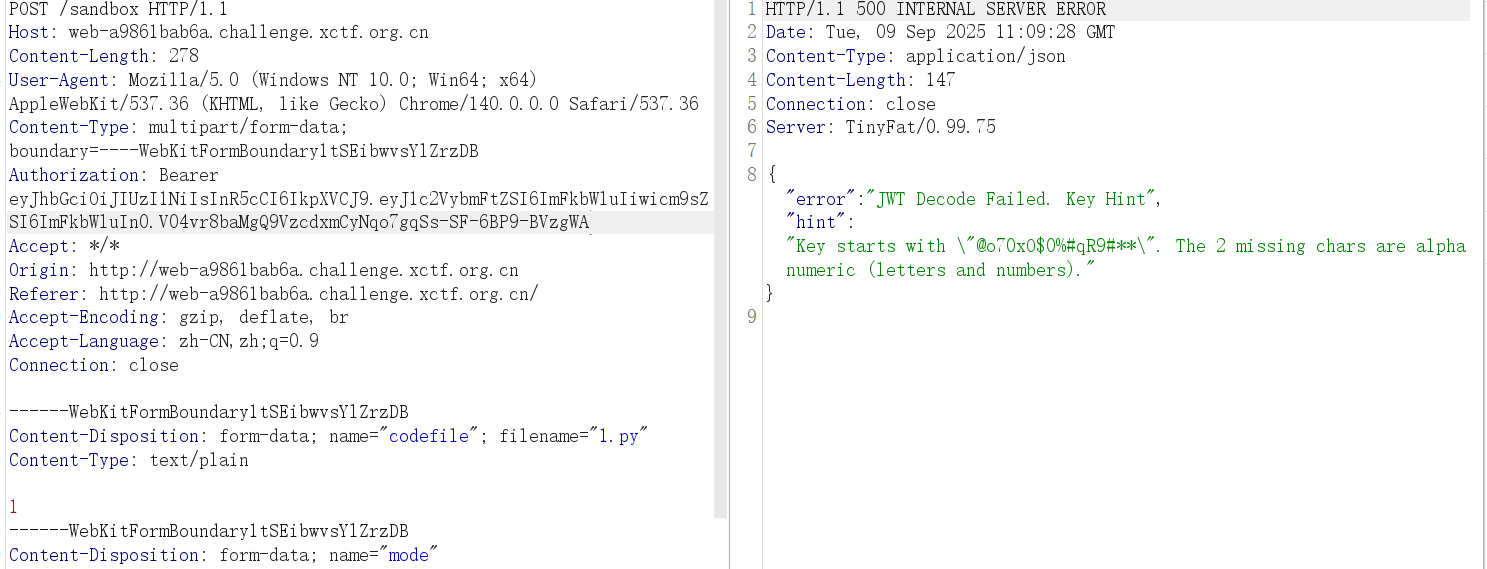 POST /sandbox HTTP/1.1
Host: web-a9861bab6a.challenge.xctf.org.cn
Content-Length: 278
User-Agent: Mozilla/5.0 (Windows NT 10.0; Win64; x64)
AppleWebKit/537.36 (KHTML, like Gecko) Chrome/140.0.0.0 Safari/537.36
Content-Type: multipart/form-data;
boundary=----WebKitFormBoundaryltSEibwvsYlZrzDB
Authorization: Bearer
eyJhbGciOiJIUzI1NiIsInR5cCI6IkpXVCJ9.eyJ1c2VybmFtZSI6ImFkbWluIiwicm9sZ
SI6ImFkbWluIn0.V04vr8baMgQ9VzcdxmCyNqo7gqSs-SF-6BP9-BVzgWA
Accept: */*
Origin: http://web-a9861bab6a.challenge.xctf.org.cn
Referer: http://web-a9861bab6a.challenge.xctf.org.cn/
Accept-Encoding: gzip, deflate, br
Accept-Language: zh-CN,zh;q=0.9
Connection: close
------WebKitFormBoundaryltSEibwvsYlZrzDB
Content-Disposition: form-data; name="codefile"; filename="1.py"
Content-Type: text/plain
1
------WebKitFormBoundaryltSEibwvsYlZrzDB
Content-Disposition: form-data; name="mode"
1 HTTP/1.1 500 INTERNAL SERVER ERROR
2 Date: Tue, 09 Sep 2025 11:09:28 GMT
3 Content-Type: application/json
4 Content-Length: 147
5 Connection: close
6 Server: TinyFat/0.99.75
7
8 {
"error":"JWT Decode Failed. Key Hint",
"hint":
"Key starts with \"@o70xO$0%#qR9#**\". The 2 missing chars are alpha
numeric (letters and numbers)."
}
9